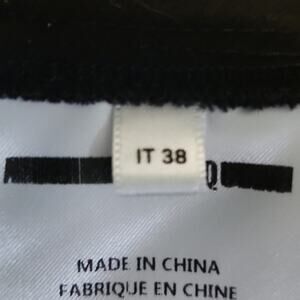 IT 38
Q
MADE IN CHINA
FABRIQUE EN CHINE